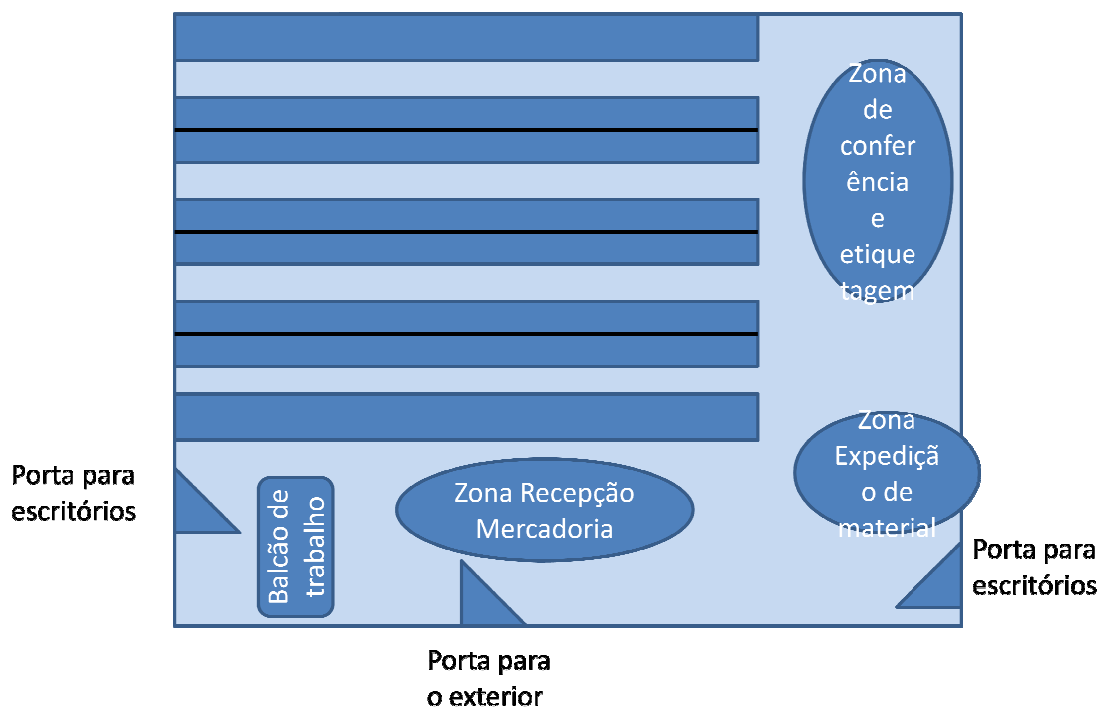 Zona
de
confer
ência
e
etique
tagem
Zona
Expediçã
o de
material
Porta para
escritórios
Balcão de
trabalho
Zona Recepção
Mercadoria
Porta para
escritórios
Porta para
o exterior